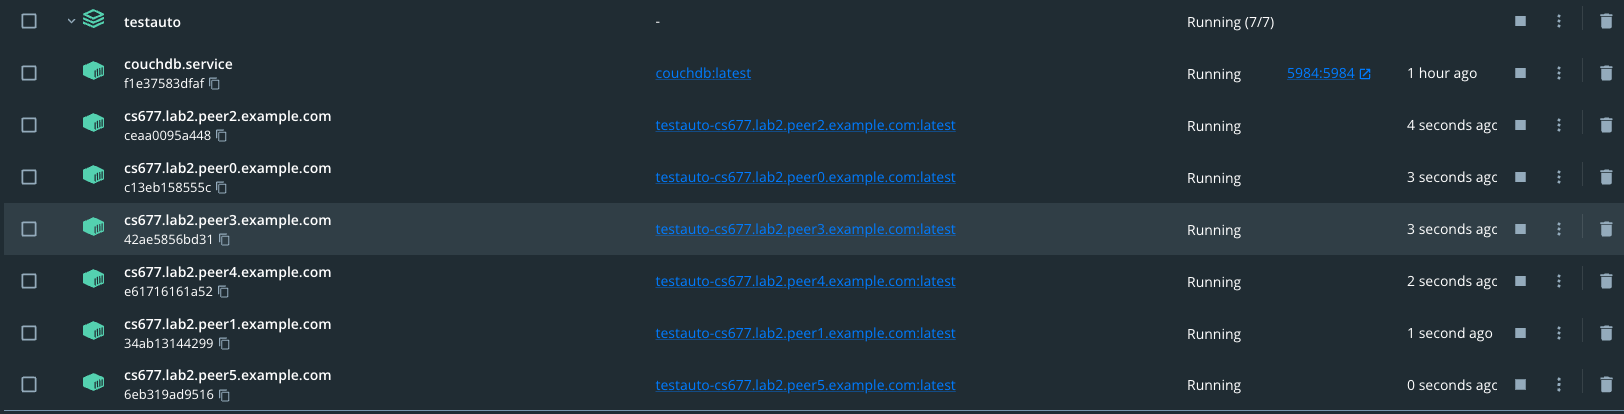 testauto - Running (7/7)
couchdb.service
f1e37583dfaf couchdb:latest Running 5984:5984 1 hour ago
cs677.lab2.peer2.example.com
ceaa0095a448 testauto-cs677.lab2.peer2.example.com:latest Running 4 seconds agc
cs677.lab2.peer0.example.com
c13eb158555c testauto-cs677.lab2.peer0.example.com:latest Running 3 seconds agc
cs677.lab2.peer3.example.com
42ae5856bd31 testauto-cs677.lab2.peer3.example.com:latest Running 3 seconds agc
cs677.lab2.peer4.example.com
e61716161a52 testauto-cs677.lab2.peer4.example.com:latest Running 2 seconds agc
cs677.lab2.peer1.example.com
34ab13144299 testauto-cs677.lab2.peer1.example.com:latest Running 1 second ago
cs677.lab2.peer5.example.com
6eb319ad9516 testauto-cs677.lab2.peer5.example.com:latest Running 0 seconds agc